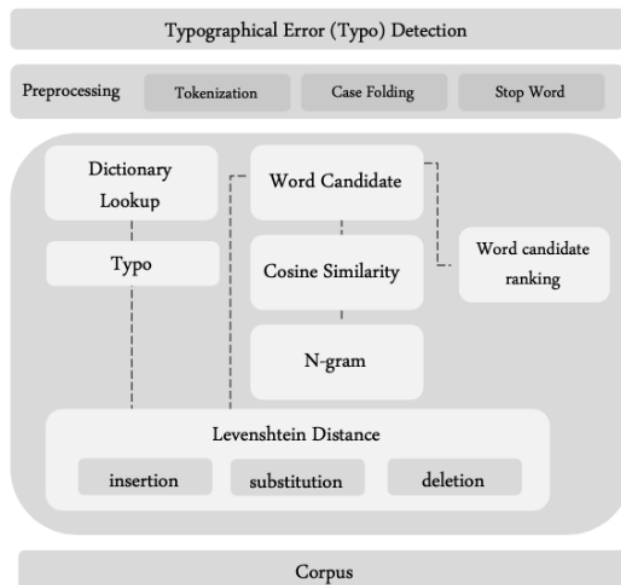 Typographical Error (Typo) Detection
Preprocessing
Tokenization
Case Folding
Stop Word
Dictionary
Lookup
Word Candidate
Typo
Cosine Similarity
Word candidate
ranking
N-gram
Levenshtein Distance
insertion
substitution
deletion
Corpus